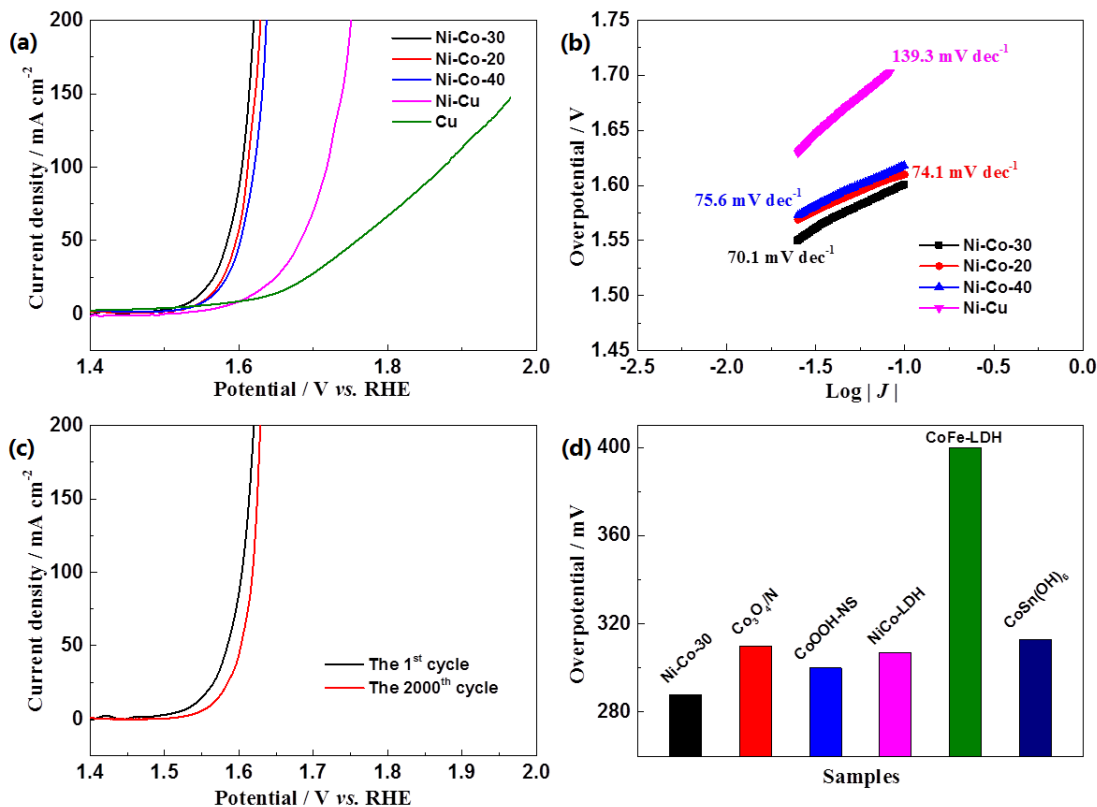 (a)
200
150
100
50
0
Current density / mA cm⁻²
1.4 1.5 1.6 1.7 1.8 1.9 2.0
Potential / V vs. RHE
Ni-Co-30
Ni-Co-20
Ni-Co-40
Ni-Cu
Cu
(b)
1.75
1.70
1.65
1.60
1.55
1.50
1.45
Overpotential / V
-2.5 -2.0 -1.5 -1.0 -0.5 0.0
Log | J |
139.3 mV dec⁻¹
74.1 mV dec⁻¹
75.6 mV dec⁻¹
70.1 mV dec⁻¹
Ni-Co-30
Ni-Co-20
Ni-Co-40
Ni-Cu
(c)
200
150
100
50
0
Current density / mA cm⁻²
1.4 1.5 1.6 1.7 1.8 1.9 2.0
Potential / V vs. RHE
The 1ˢᵗ cycle
The 2000ᵗʰ cycle
(d)
400
360
320
280
Overpotential / mV
Ni-Co-30
Co₃O₄/N
CoOOH-NS
NiCo-LDH
CoFe-LDH
CoSn(OH)₆
Samples